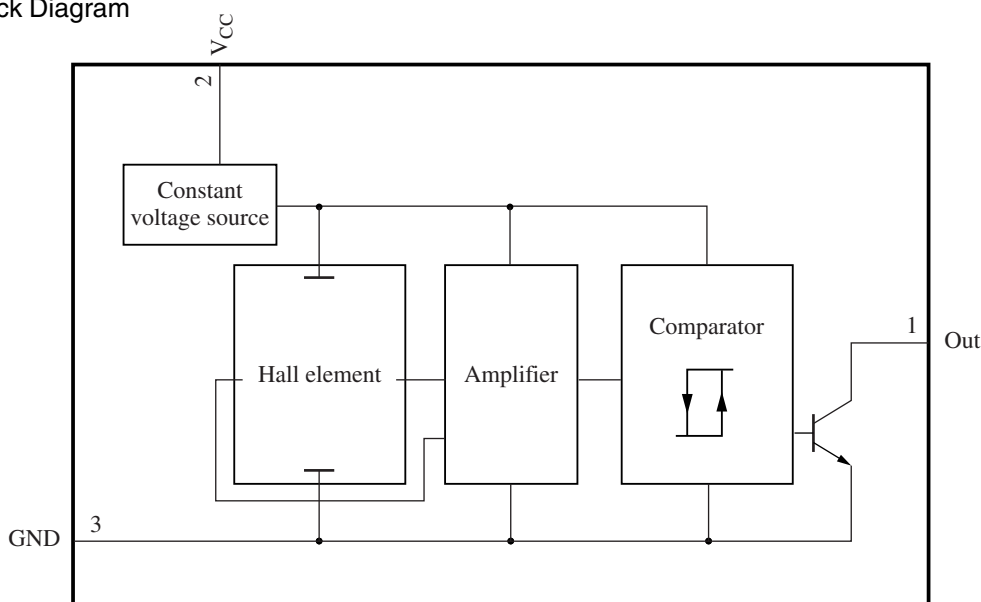 ck Diagram
VCC
2
Constant
voltage source
Hall element
Amplifier
Comparator
1
Out
GND
3